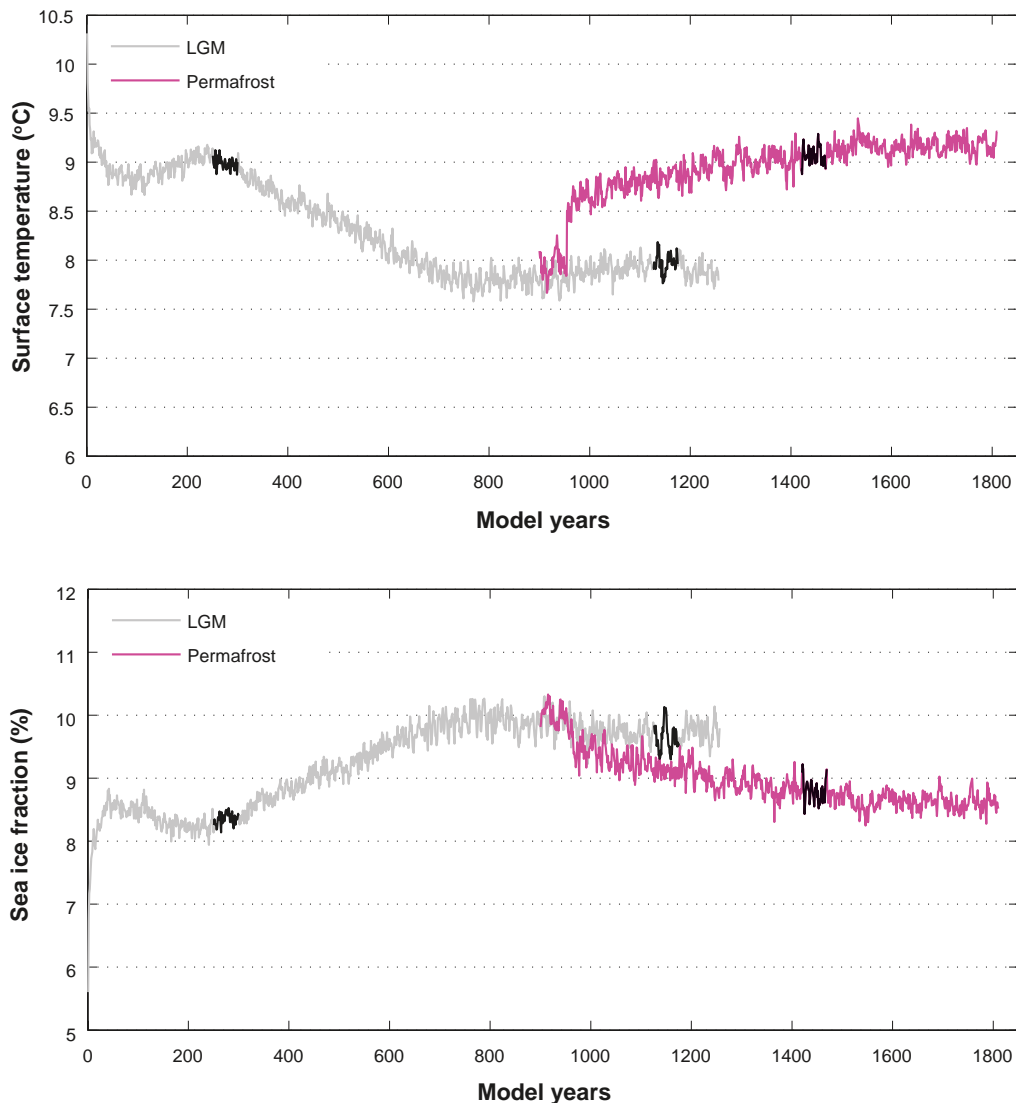 10.5
10
9.5
9
8.5
8
7.5
7
6.5
6
Surface temperature (°C)
LGM
Permafrost
0 200 400 600 800 1000 1200 1400 1600 1800
Model years
12
11
10
9
8
7
6
5
Sea ice fraction (%)
LGM
Permafrost
0 200 400 600 800 1000 1200 1400 1600 1800
Model years